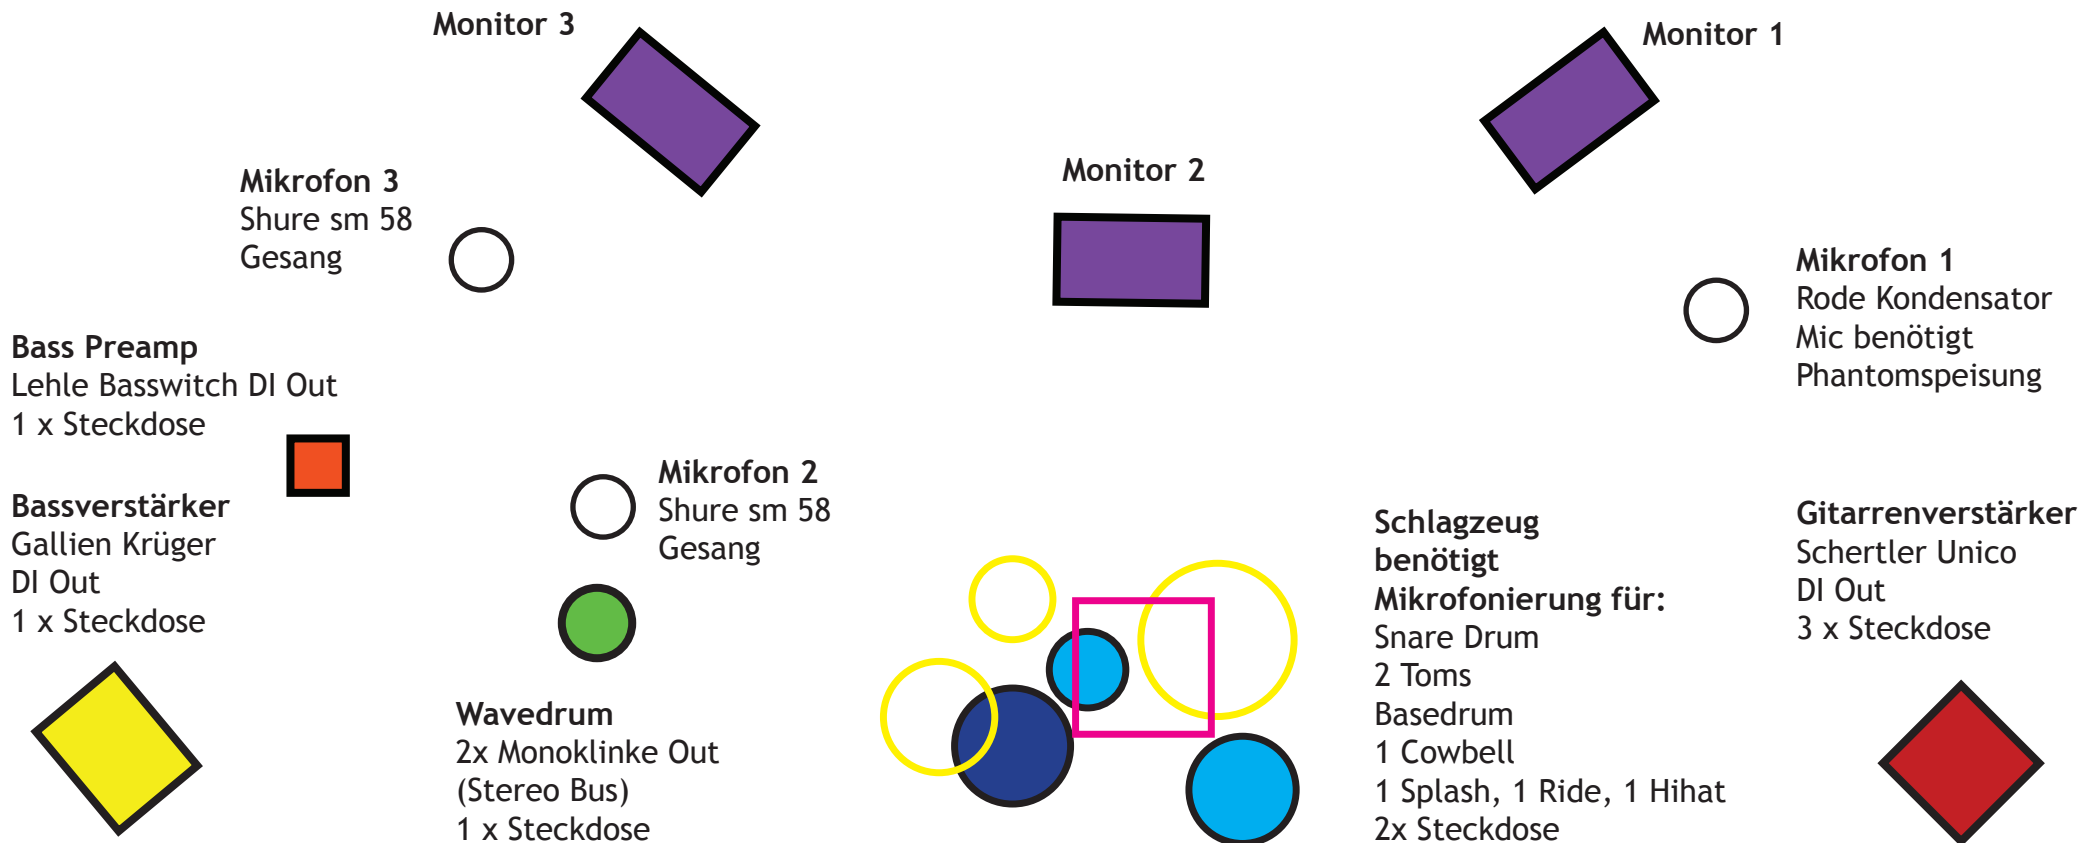 Monitor 3
Monitor 1
Monitor 2
Mikrofon 3
Shure sm 58
Gesang
Mikrofon 1
Rode Kondensator
Mic benötigt
Phantomspeisung
Bass Preamp
Lehle Basswitch DI Out
1 x Steckdose
Bassverstärker
Gallien Krüger
DI Out
1 x Steckdose
Mikrofon 2
Shure sm 58
Gesang
Wavedrum
2x Monoklinke Out
(Stereo Bus)
1 x Steckdose
Schlagzeug
benötigt
Mikrofonierung für:
Snare Drum
2 Toms
Basedrum
1 Cowbell
1 Splash, 1 Ride, 1 Hihat
2x Steckdose
Gitarrenverstärker
Schertler Unico
DI Out
3 x Steckdose